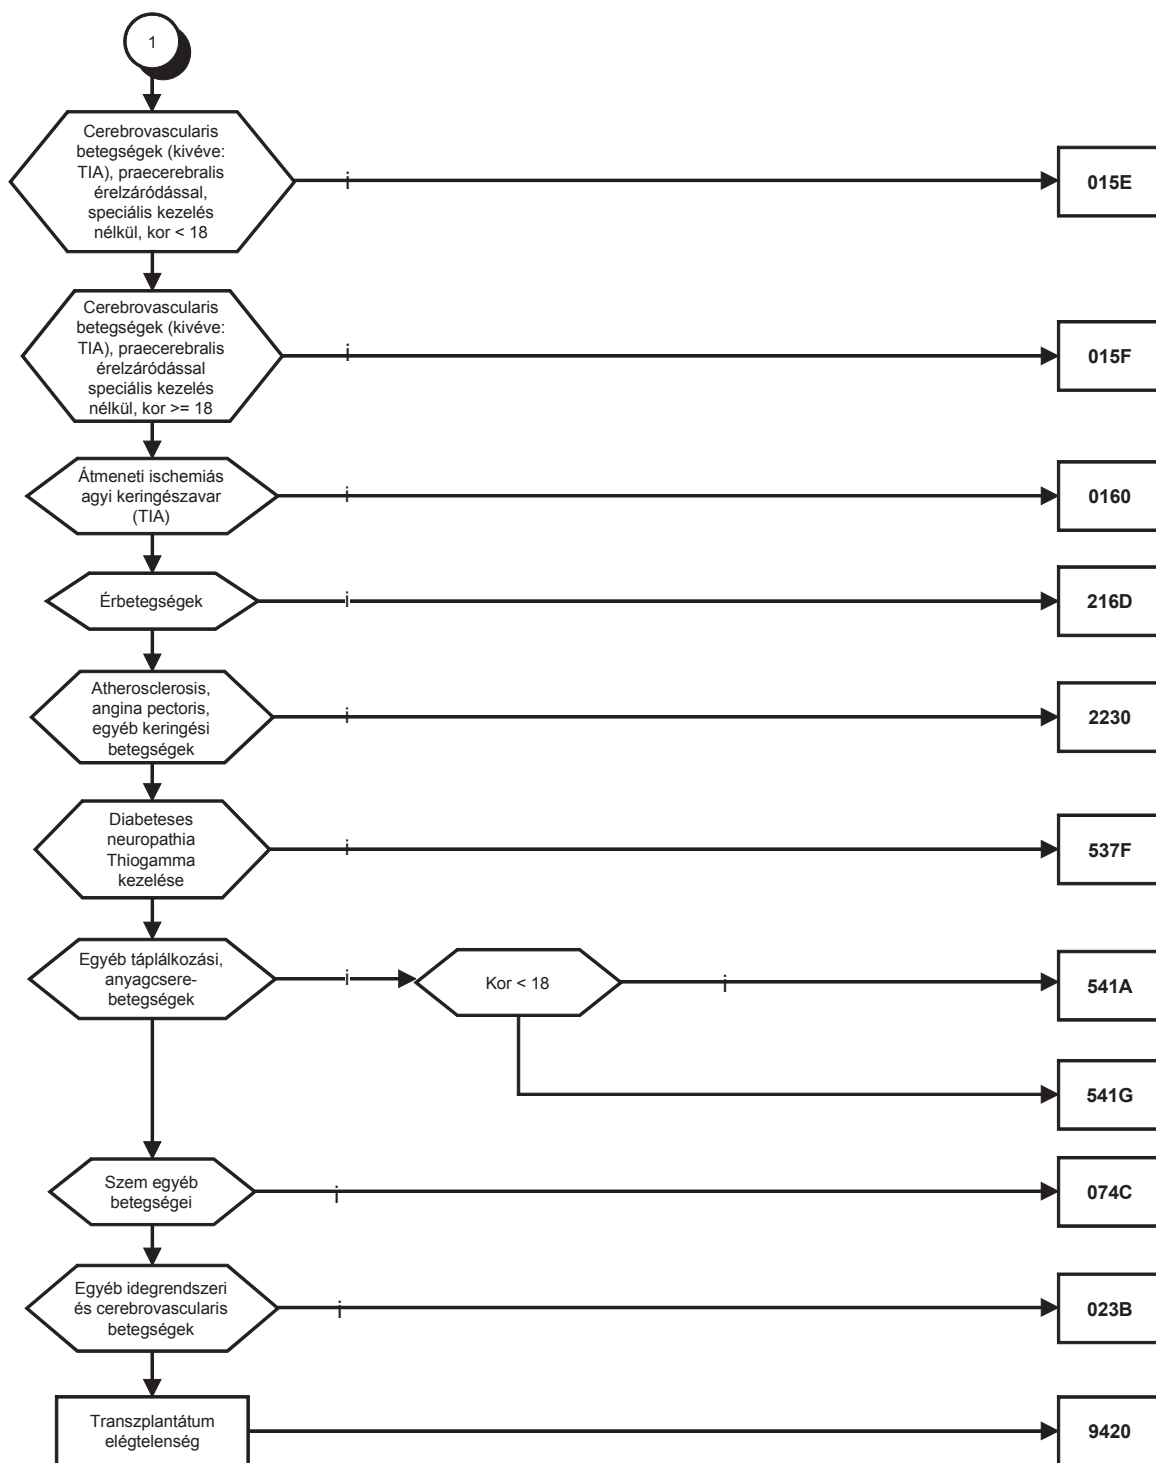 1
Cerebrovascularis
betegségek (kivéve:
TIA), praecerebralis
érelzáródással,
speciális kezelés
nélkül, kor < 18
i
015E
Cerebrovascularis
betegségek (kivéve:
TIA), praecerebralis
érelzáródással
speciális kezelés
nélkül, kor >= 18
i
015F
Átmeneti ischemiás
agyi keringészavar
(TIA)
i
0160
Érbetegségek
i
216D
Atherosclerosis,
angina pectoris,
egyéb keringési
betegségek
i
2230
Diabeteses
neuropathia
Thiogamma
kezelése
i
537F
Egyéb táplálkozási,
anyagcsere-
betegségek
i
Kor < 18
i
541A
541G
Szem egyéb
betegségei
i
074C
Egyéb idegrendszeri
és cerebrovascularis
betegségek
i
023B
Transzplantátum
elégtelenség
9420